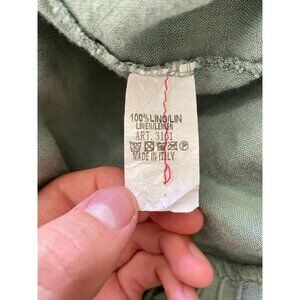 100% LINO/LIN
LINEN/LEINEN
ART. 3161
MADE IN ITALY